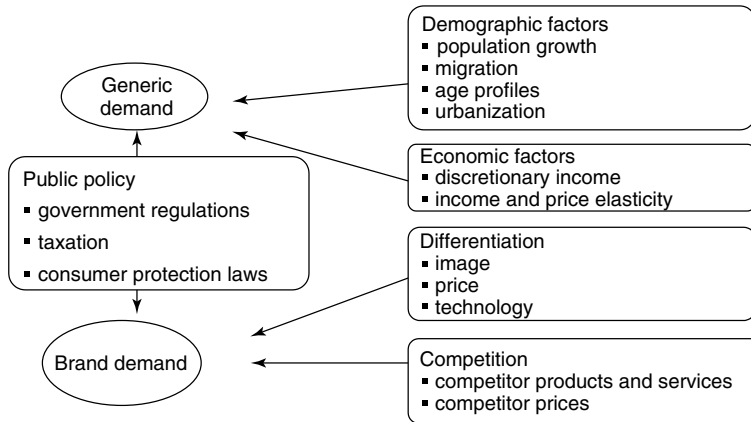 Generic
demand
Public policy
▪ government regulations
▪ taxation
▪ consumer protection laws
Brand demand
Demographic factors
▪ population growth
▪ migration
▪ age profiles
▪ urbanization
Economic factors
▪ discretionary income
▪ income and price elasticity
Differentiation
▪ image
▪ price
▪ technology
Competition
▪ competitor products and services
▪ competitor prices